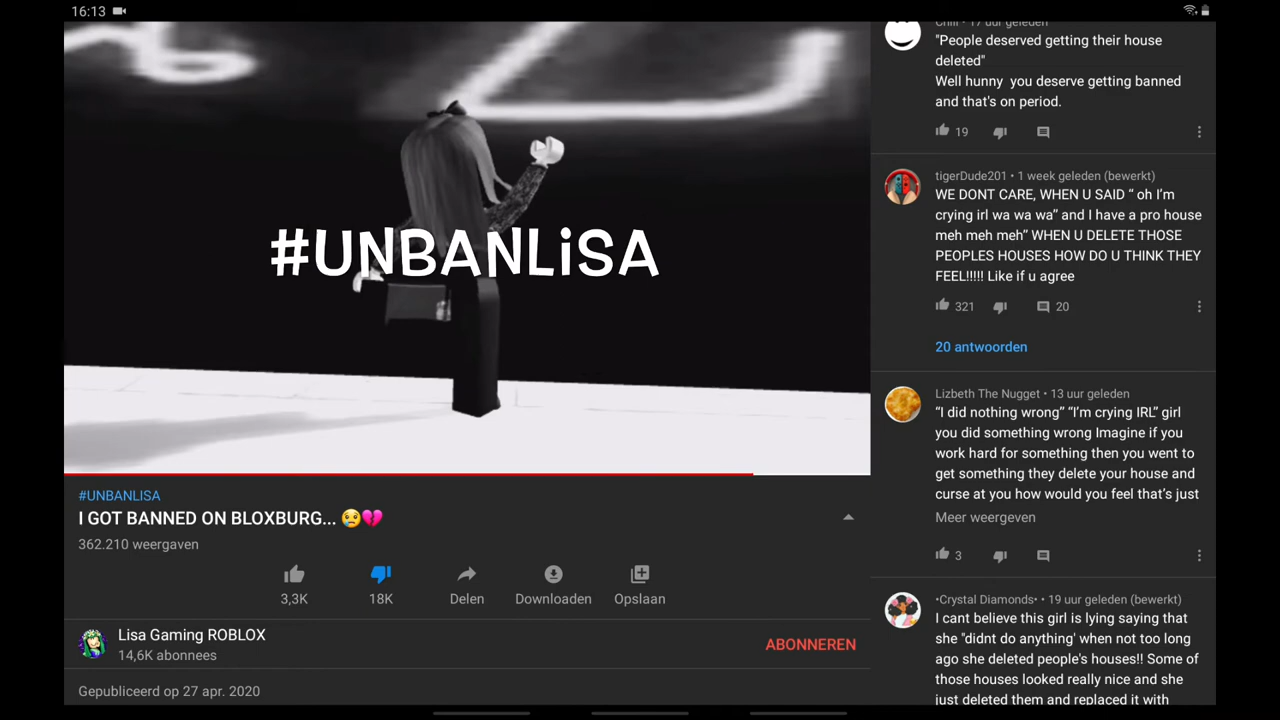 16:13
#UNBANLiSA
#UNBANLISA
I GOT BANNED ON BLOXBURG... 😢💔
362.210 weergaven
3,3K
18K
Delen
Downloaden
Opslaan
Lisa Gaming ROBLOX
14,6K abonnees
ABONNEREN
Gepubliceerd op 27 apr. 2020
Chill • 17 uur geleden
"People deserved getting their house
deleted"
Well hunny you deserve getting banned
and that's on period.
19
tigerDude201 • 1 week geleden (bewerkt)
WE DONT CARE, WHEN U SAID “ oh I’m
crying irl wa wa wa” and I have a pro house
meh meh meh” WHEN U DELETE THOSE
PEOPLES HOUSES HOW DO U THINK THEY
FEEL!!!!! Like if u agree
321
20
20 antwoorden
Lizbeth The Nugget • 13 uur geleden
“I did nothing wrong” “I’m crying IRL” girl
you did something wrong Imagine if you
work hard for something then you went to
get something they delete your house and
curse at you how would you feel that’s just
Meer weergeven
3
•Crystal Diamonds• • 19 uur geleden (bewerkt)
I cant believe this girl is lying saying that
she "didnt do anything' when not too long
ago she deleted people's houses!! Some of
those houses looked really nice and she
just deleted them and replaced it with